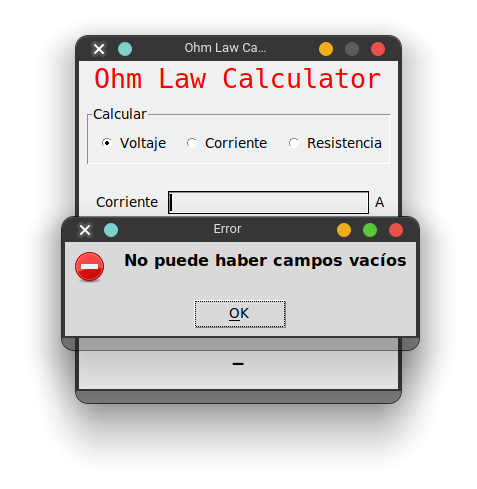 Ohm Law Ca...
Ohm Law Calculator
Calcular
Voltaje Corriente Resistencia
Corriente A
Error
No puede haber campos vacíos
OK
–